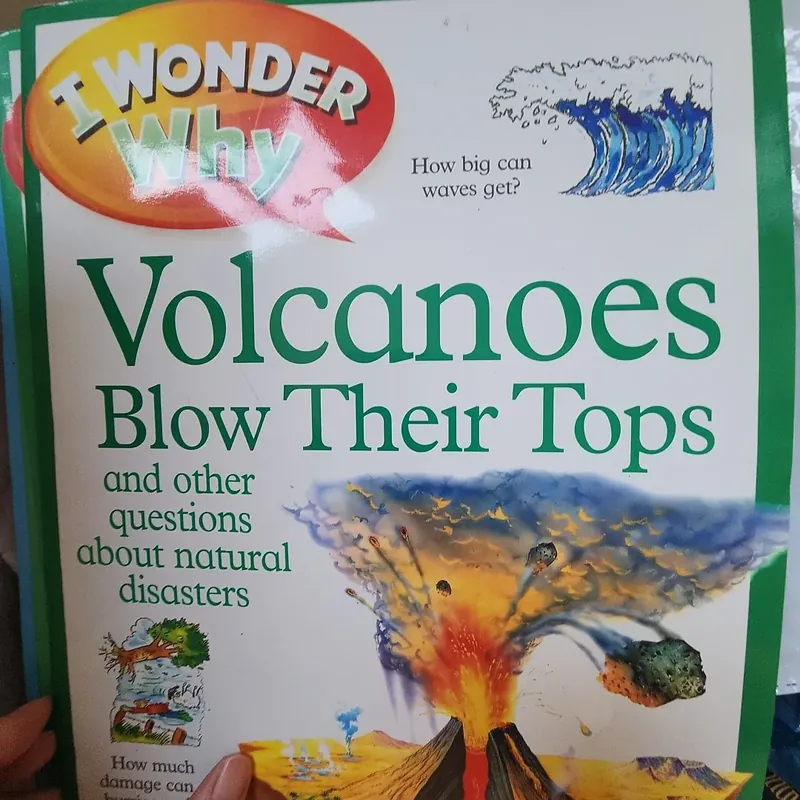 I WONDER
Why
How big can
waves get?
Volcanoes
Blow Their Tops
and other
questions
about natural
disasters
How much
damage can